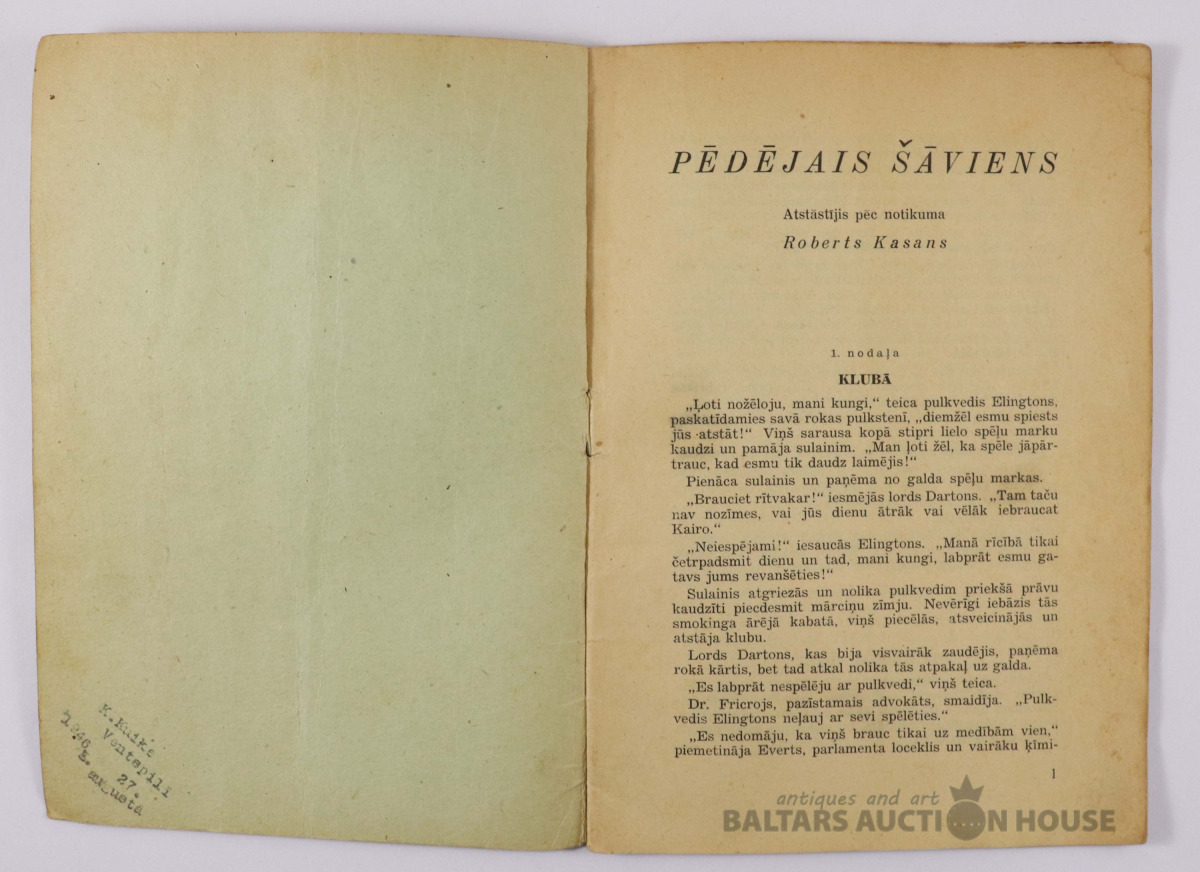 K.Kaiks
Ventspilī
27.
1946.g.
PĒDĒJAIS ŠĀVIENS
Atstāstījis pēc notikuma
Roberts Kasans
1. nodaļa
KLUBĀ
„Ļoti nožēloju, mani kungi,“ teica pulkvedis Elingtons,
paskatīdamies savā rokas pulkstenī, „diemžēl esmu spiests
jūs atstāt!“ Viņš sarausa kopā stipri lielo spēļu marku
kaudzi un pamāja sulainim. „Man ļoti žēl, ka spēle jāpār-
trauc, kad esmu tik daudz laimējis!“
Pienāca sulainis un paņēma no galda spēļu markas.
„Brauciet rītvakar!“ iesmējās lords Dartons. „Tam taču
nav nozīmes, vai jūs dienu ātrāk vai vēlāk iebraucat
Kairo.“
„Neiespējami!“ iesaucās Elingtons. „Manā rīcībā tikai
četrpadsmit dienu un tad, mani kungi, labprāt esmu ga-
tavs jums revanšēties!“
Sulainis atgriezās un nolika pulkvedim priekšā prāvu
kaudzīti piecdesmit mārciņu zīmju. Nevērīgi iebāzis tās
smokinga ārējā kabatā, viņš piecēlās, atsveicinājās un
atstāja klubu.
Lords Dartons, kas bija visvairāk zaudējis, paņēma
rokā kārtis, bet tad atkal nolika tās atpakaļ uz galda.
„Es labprāt nespēlēju ar pulkvedi,“ viņš teica.
Dr. Fricrojs, pazīstamais advokāts, smaidīja. „Pulk-
vedis Elingtons neļauj ar sevi spēlēties.“
„Es nedomāju, ka viņš brauc tikai uz medībām vien,“
piemetināja Everts, parlamenta loceklis un vairāku ķīmi-
1
antiques and art
BALTARS AUCTION HOUSE